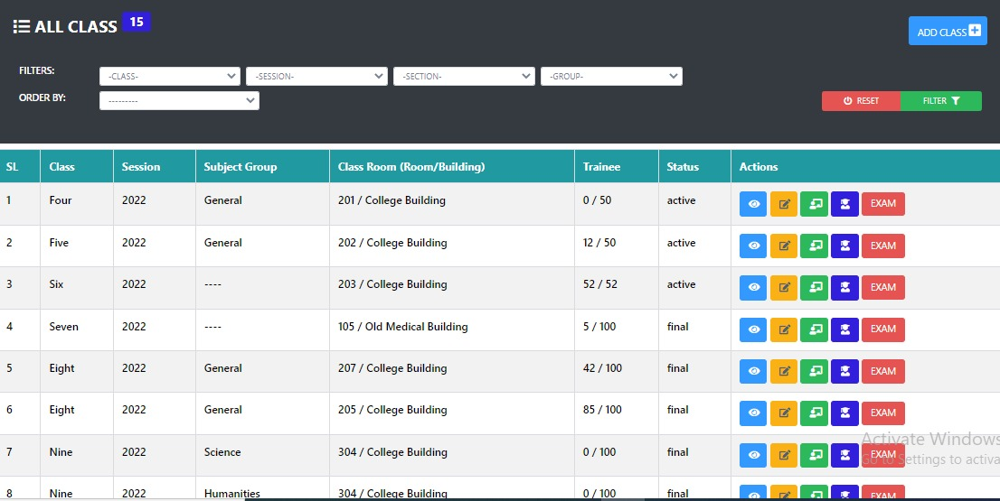 ALL CLASS 15
ADD CLASS
FILTERS: -CLASS- -SESSION- -SECTION- -GROUP-
ORDER BY: ---------
RESET FILTER
SL Class Session Subject Group Class Room (Room/Building) Trainee Status Actions
1 Four 2022 General 201 / College Building 0 / 50 active EXAM
2 Five 2022 General 202 / College Building 12 / 50 active EXAM
3 Six 2022 ---- 203 / College Building 52 / 52 active EXAM
4 Seven 2022 ---- 105 / Old Medical Building 5 / 100 final EXAM
5 Eight 2022 General 207 / College Building 42 / 100 final EXAM
6 Eight 2022 General 205 / College Building 85 / 100 final EXAM
Activate Windows
7 Nine 2022 Science 304 / College Building 0 / 100 final EXAM
Go to Settings to activa
8 Nine 2022 Humanities 304 / College Building 0 / 100 final EXAM